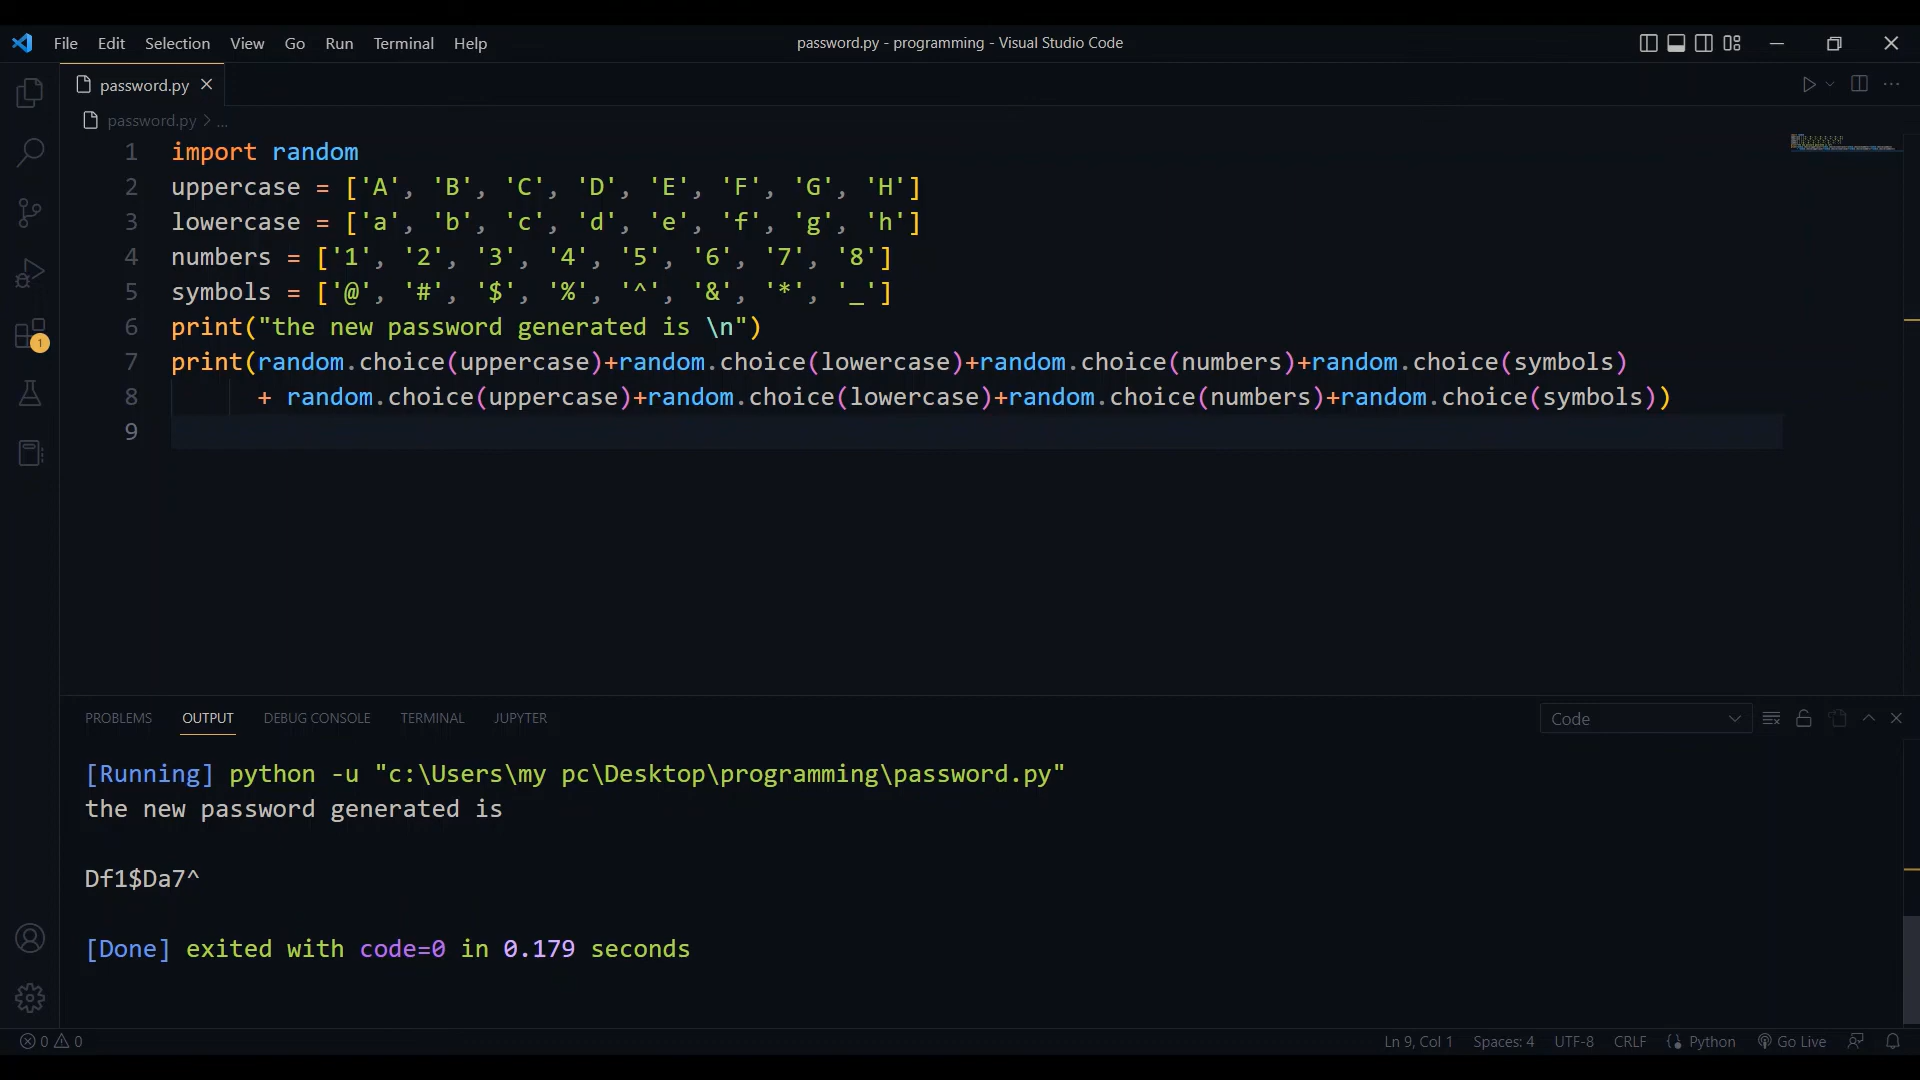 File Edit Selection View Go Run Terminal Help
password.py - programming - Visual Studio Code
password.py
password.py > ...
1 import random
2 uppercase = ['A', 'B', 'C', 'D', 'E', 'F', 'G', 'H']
3 lowercase = ['a', 'b', 'c', 'd', 'e', 'f', 'g', 'h']
4 numbers = ['1', '2', '3', '4', '5', '6', '7', '8']
5 symbols = ['@', '#', '$', '%', '^', '&', '*', '_']
6 print("the new password generated is \n")
7 print(random.choice(uppercase)+random.choice(lowercase)+random.choice(numbers)+random.choice(symbols)
8 + random.choice(uppercase)+random.choice(lowercase)+random.choice(numbers)+random.choice(symbols))
9
1
PROBLEMS OUTPUT DEBUG CONSOLE TERMINAL JUPYTER
Code
[Running] python -u "c:\Users\my pc\Desktop\programming\password.py"
the new password generated is
Df1$Da7^
[Done] exited with code=0 in 0.179 seconds
0 0
Ln 9, Col 1 Spaces: 4 UTF-8 CRLF Python Go Live